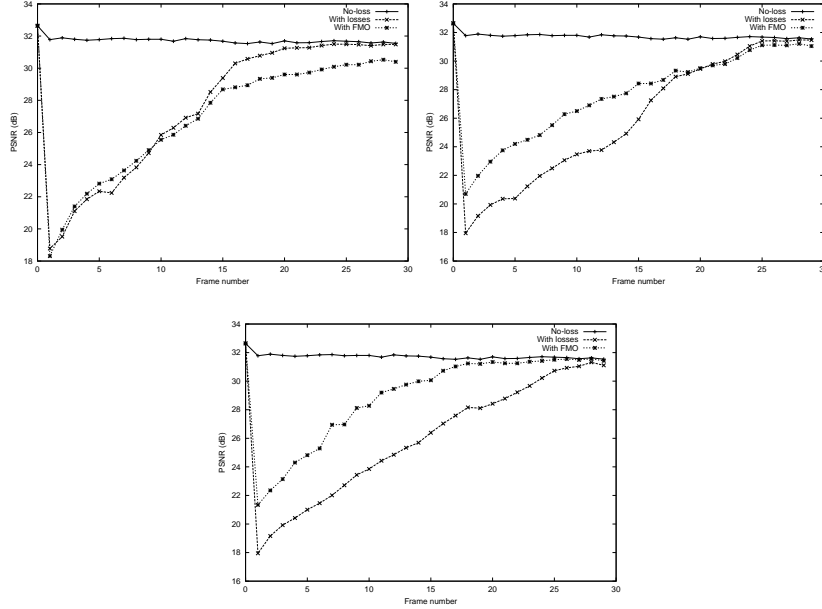 34
32
30
28
26
24
22
20
18
PSNR (dB)
No-loss
With losses
With FMO
0 5 10 15 20 25 30
Frame number
34
32
30
28
26
24
22
20
18
16
PSNR (dB)
No-loss
With losses
With FMO
0 5 10 15 20 25 30
Frame number
34
32
30
28
26
24
22
20
18
16
PSNR (dB)
No-loss
With losses
With FMO
0 5 10 15 20 25 30
Frame number